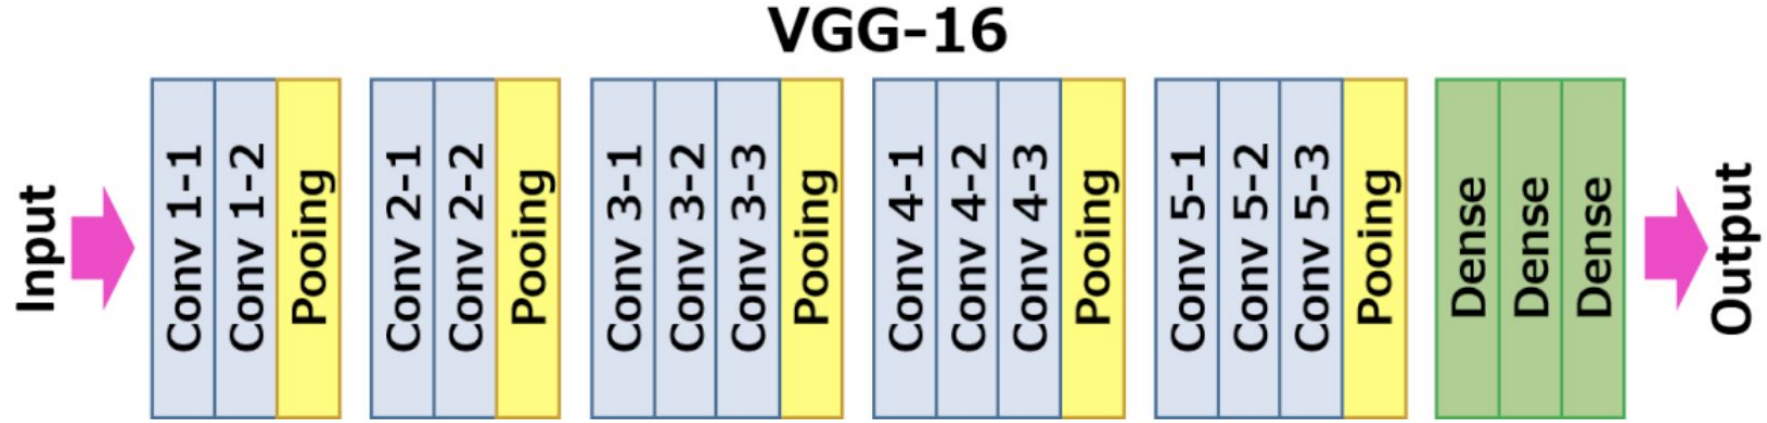 VGG-16
Input
Conv 1-1
Conv 1-2
Pooing
Conv 2-1
Conv 2-2
Pooing
Conv 3-1
Conv 3-2
Conv 3-3
Pooing
Conv 4-1
Conv 4-2
Conv 4-3
Pooing
Conv 5-1
Conv 5-2
Conv 5-3
Pooing
Dense
Dense
Dense
Output